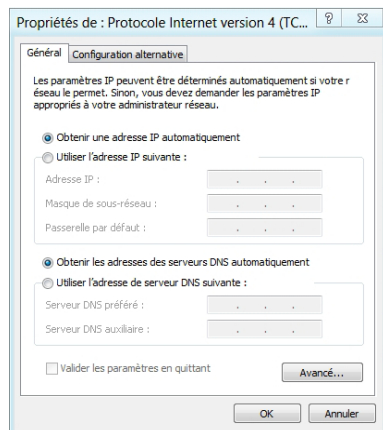 Propriétés de : Protocole Internet version 4 (TC...
Général
Configuration alternative
Les paramètres IP peuvent être déterminés automatiquement si votre r
éseau le permet. Sinon, vous devez demander les paramètres IP
appropriés à votre administrateur réseau.
Obtenir une adresse IP automatiquement
Utiliser l'adresse IP suivante :
Adresse IP :
Masque de sous-réseau :
Passerelle par défaut :
Obtenir les adresses des serveurs DNS automatiquement
Utiliser l'adresse de serveur DNS suivante :
Serveur DNS préféré :
Serveur DNS auxiliaire :
Valider les paramètres en quittant
Avancé...
OK
Annuler